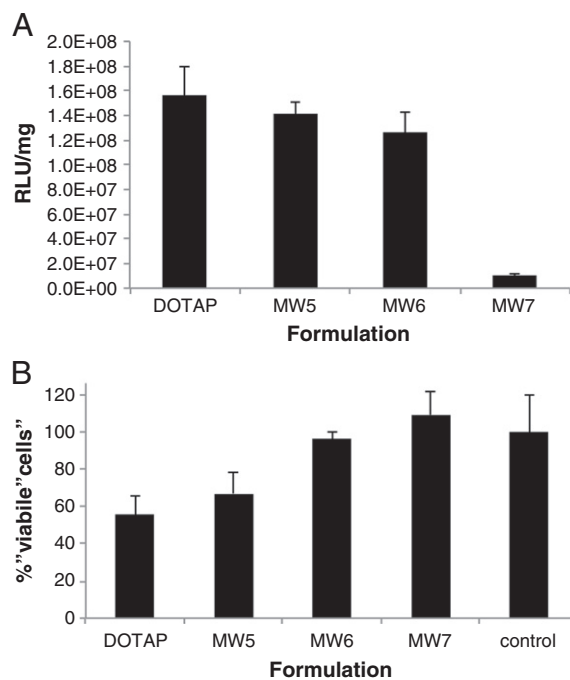 A
2.0E+08
1.8E+08
1.6E+08
1.4E+08
1.2E+08
1.0E+08
8.0E+07
6.0E+07
4.0E+07
2.0E+07
0.0E+00
RLU/mg
DOTAP MW5 MW6 MW7
Formulation
B
120
100
80
60
40
20
0
%"viabile"cells"
DOTAP MW5 MW6 MW7 control
Formulation